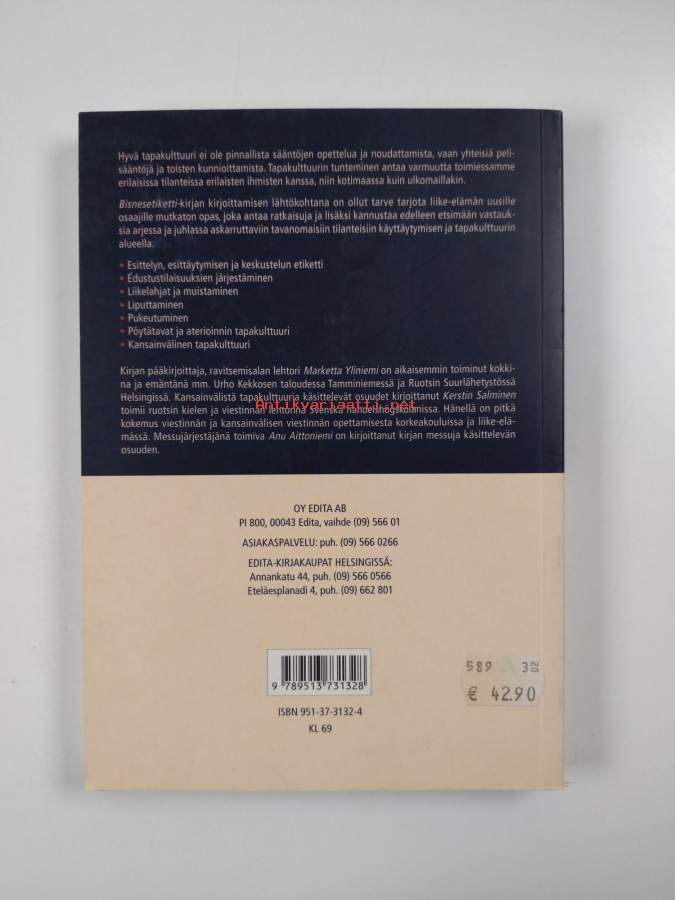 Hyvä tapakulttuuri ei ole pinnallista sääntöjen opettelua ja noudattamista, vaan yhteisiä peli-
sääntöjä ja toisten kunnioittamista. Tapakulttuurin tunteminen antaa varmuutta toimiessamme
erilaisissa tilanteissa erilaisten ihmisten kanssa, niin kotimaassa kuin ulkomaillakin.
Bisnesetiketti-kirjan kirjoittamisen lähtökohtana on ollut tarve tarjota liike-elämän uusille
osaajille mutkaton opas, joka antaa ratkaisuja ja lisäksi kannustaa edelleen etsimään vastauk-
sia arjessa ja juhlassa askarruttaviin tavanomaisiin tilanteisiin käyttäytymisen ja tapakulttuurin
alueella.
• Esittelyn, esittäytymisen ja keskustelun etiketti
• Edustustilaisuuksien järjestäminen
• Liikelahjat ja muistaminen
• Liputtaminen
• Pukeutuminen
• Pöytätavat ja aterioinnin tapakulttuuri
• Kansainvälinen tapakulttuuri
Kirjan pääkirjoittaja, ravitsemisalan lehtori Marketta Yliniemi on aikaisemmin toiminut kokki-
na ja emäntänä mm. Urho Kekkosen taloudessa Tamminiemessä ja Ruotsin Suurlähetystössä
Helsingissä. Kansainvälistä tapakulttuuria käsittelevät osuudet kirjoittanut Kerstin Salminen
toimii ruotsin kielen ja viestinnän lehtorina Svenska handelshögskolanissa. Hänellä on pitkä
kokemus viestinnän ja kansainvälisen viestinnän opettamisesta korkeakouluissa ja liike-elä-
mässä. Messujärjestäjänä toimiva Anu Aittoniemi on kirjoittanut kirjan messuja käsittelevän
osuuden.
Antikvariaatti.net
OY EDITA AB
Pl 800, 00043 Edita, vaihde (09) 566 01
ASIAKASPALVELU: puh. (09) 566 0266
EDITA-KIRJAKAUPAT HELSINGISSÄ:
Annankatu 44, puh. (09) 566 0566
Eteläesplanadi 4, puh. (09) 662 801
9 789513 731328
ISBN 951-37-3132-4
KL 69
589 302
€ 42.90